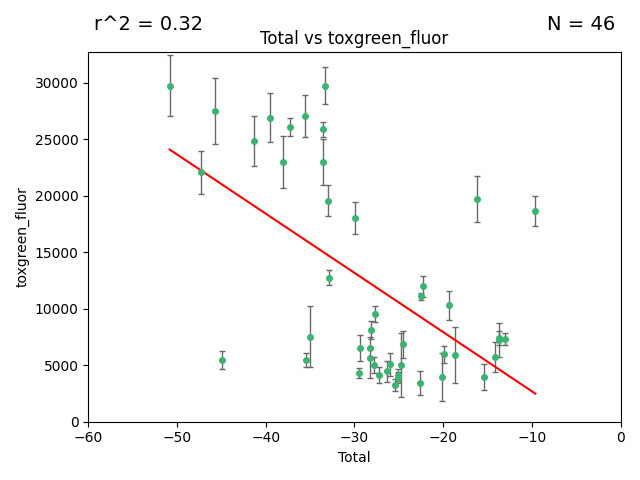 r^2 = 0.32
N = 46
Total vs toxgreen_fluor
30000
25000
20000
15000
10000
5000
0
toxgreen_fluor
−60
−50
−40
−30
−20
−10
0
Total